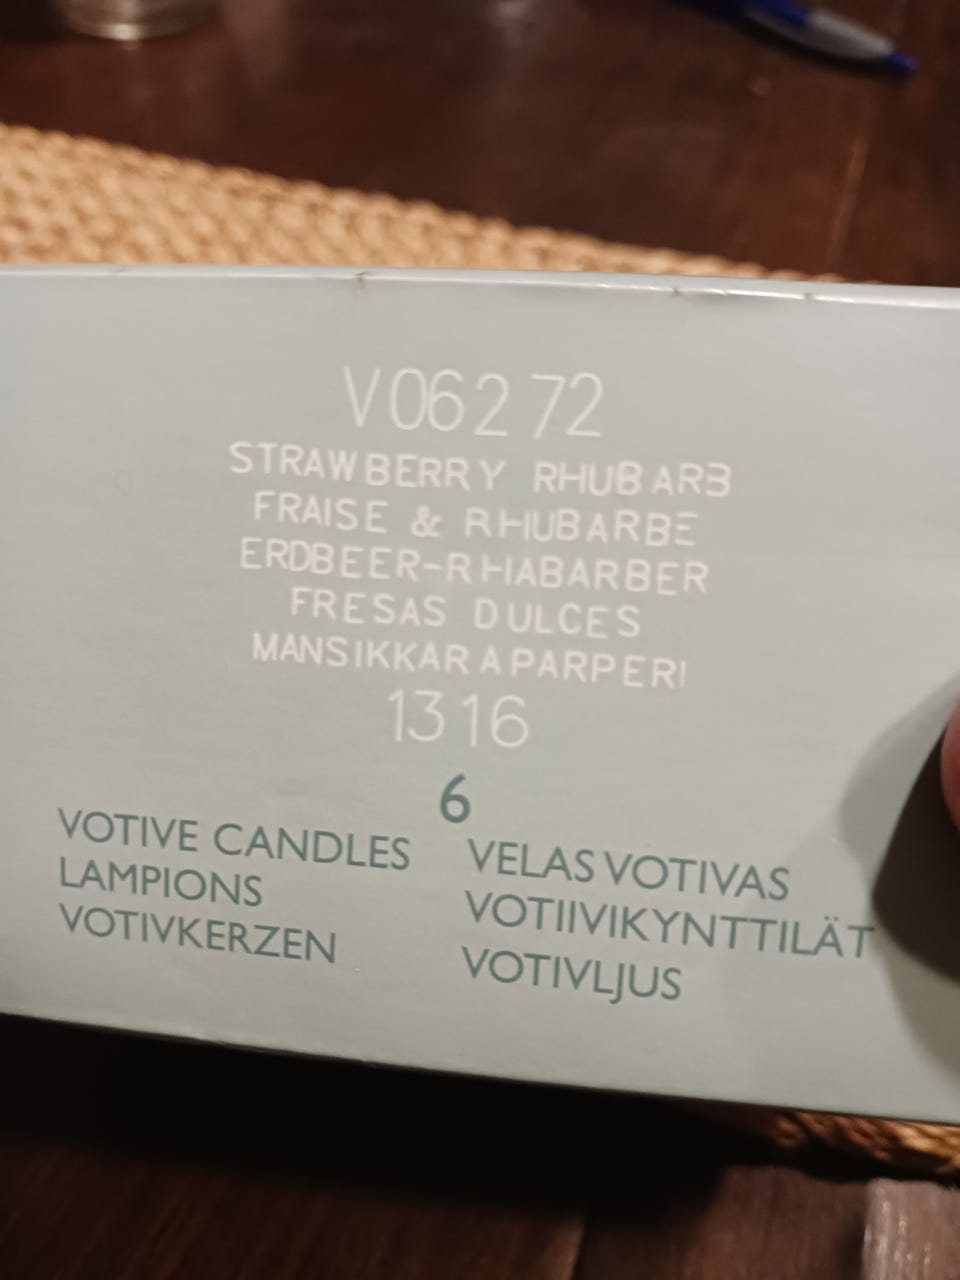 V06272
STRAWBERRY RHUBARB
FRAISE & RHUBARBE
ERDBEER-RHABARBER
FRESAS DULCES
MANSIKKARAPARPERI
1316
6
VOTIVE CANDLES
LAMPIONS
VOTIVKERZEN
VELAS VOTIVAS
VOTIIVIKYNTTILÄT
VOTIVLJUS